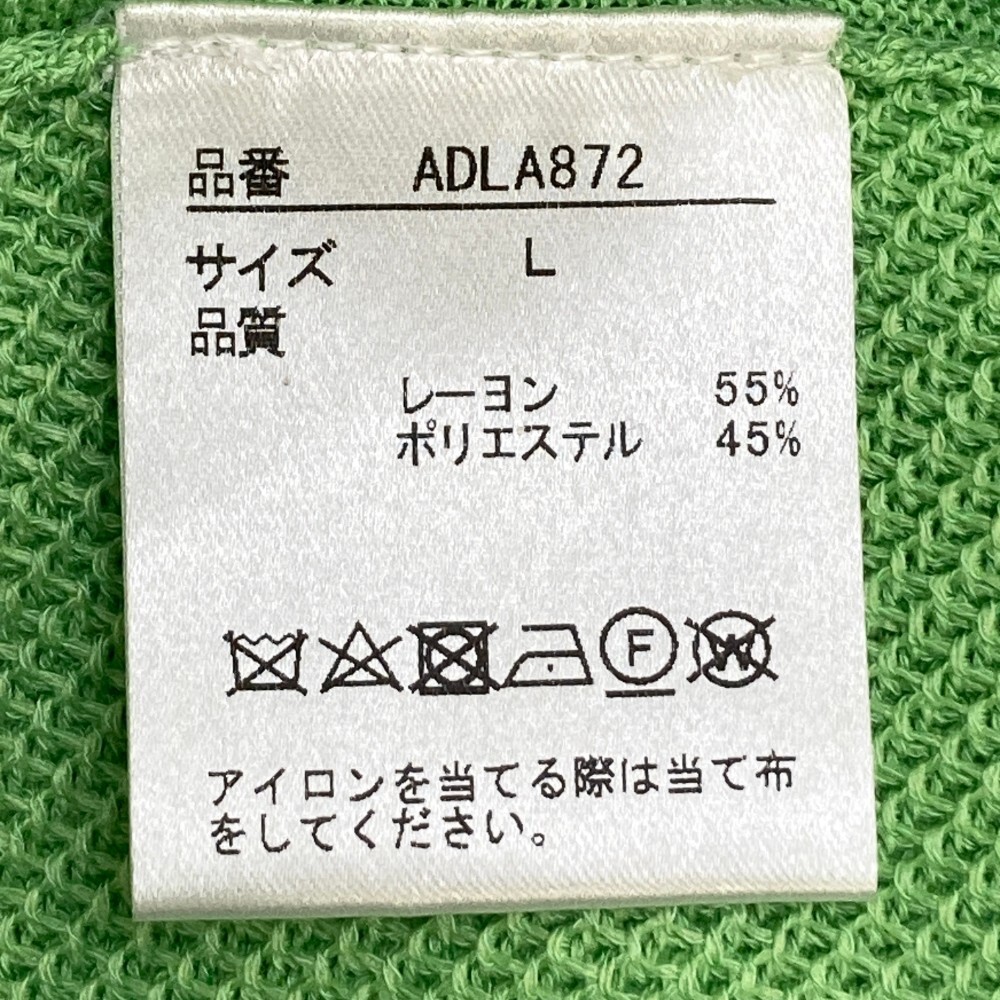 品番 ADLA872
サイズ L
品質
レーヨン 55%
ポリエステル 45%
F W
アイロンを当てる際は当て布
をしてください。